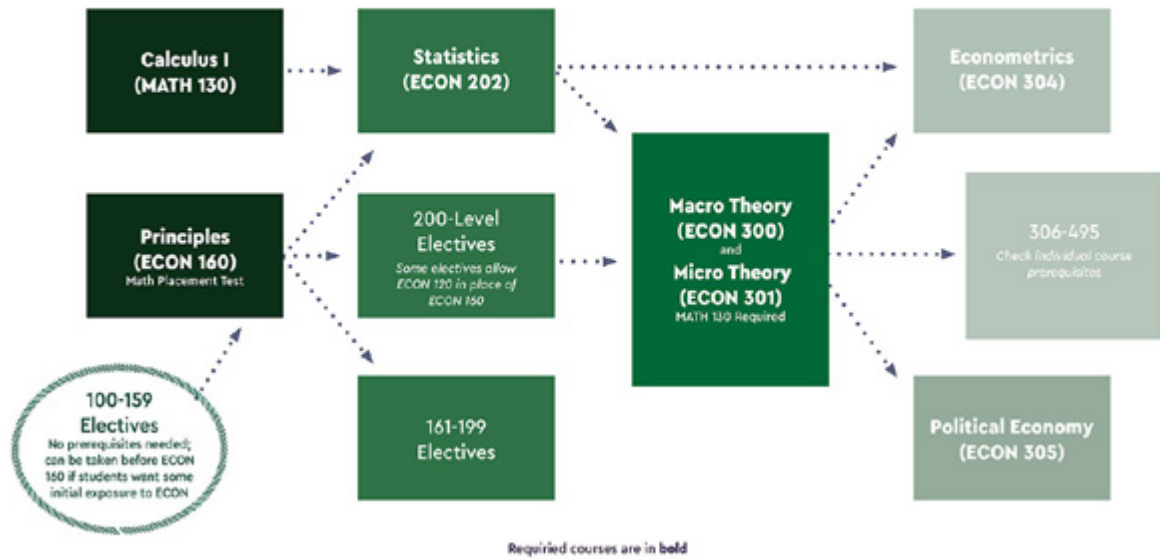 Calculus I
(MATH 130)
Statistics
(ECON 202)
Econometrics
(ECON 304)
Principles
(ECON 160)
Math Placement Test
200-Level
Electives
Some electives allow
ECON 120 in place of
ECON 160
Macro Theory
(ECON 300)
and
Micro Theory
(ECON 301)
MATH 130 Required
306-495
Check individual course
prerequisites
100-159
Electives
No prerequisites needed;
can be taken before ECON
160 if students want some
initial exposure to ECON
161-199
Electives
Political Economy
(ECON 305)
Requiried courses are in bold